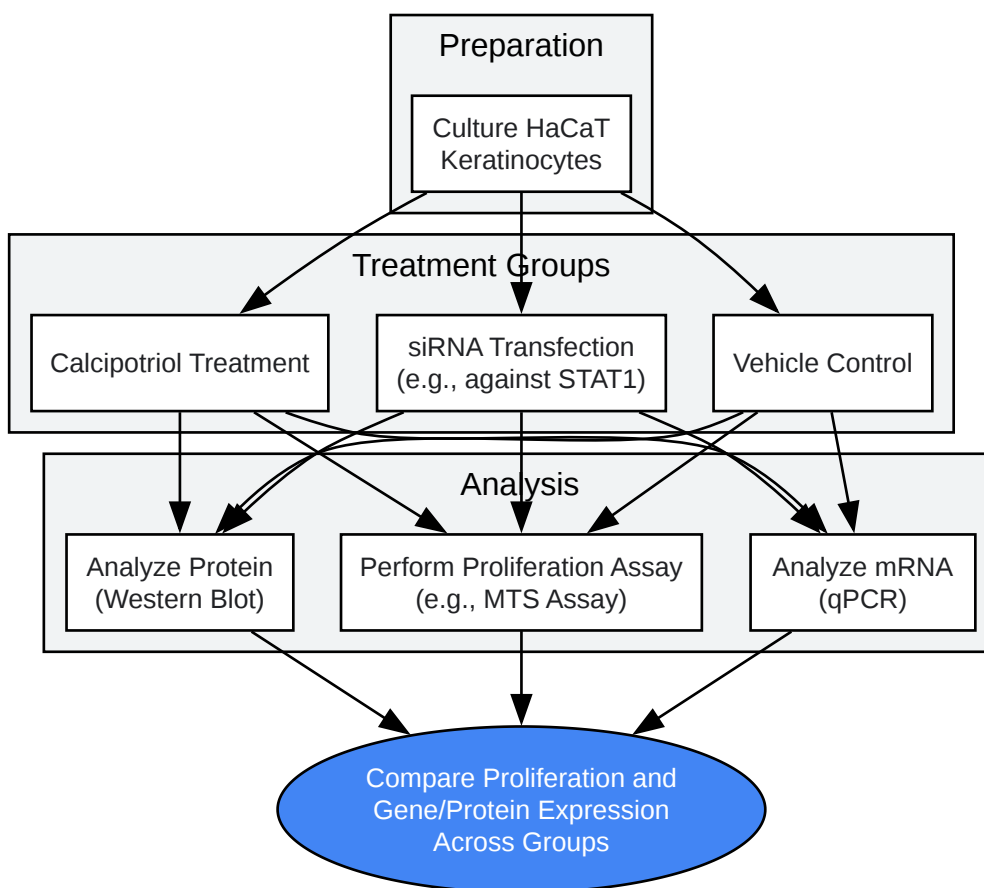 Preparation
Culture HaCaT
Keratinocytes
Treatment Groups
Calcipotriol Treatment
siRNA Transfection
(e.g., against STAT1)
Vehicle Control
Analysis
Analyze Protein
(Western Blot)
Perform Proliferation Assay
(e.g., MTS Assay)
Analyze mRNA
(qPCR)
Compare Proliferation and
Gene/Protein Expression
Across Groups